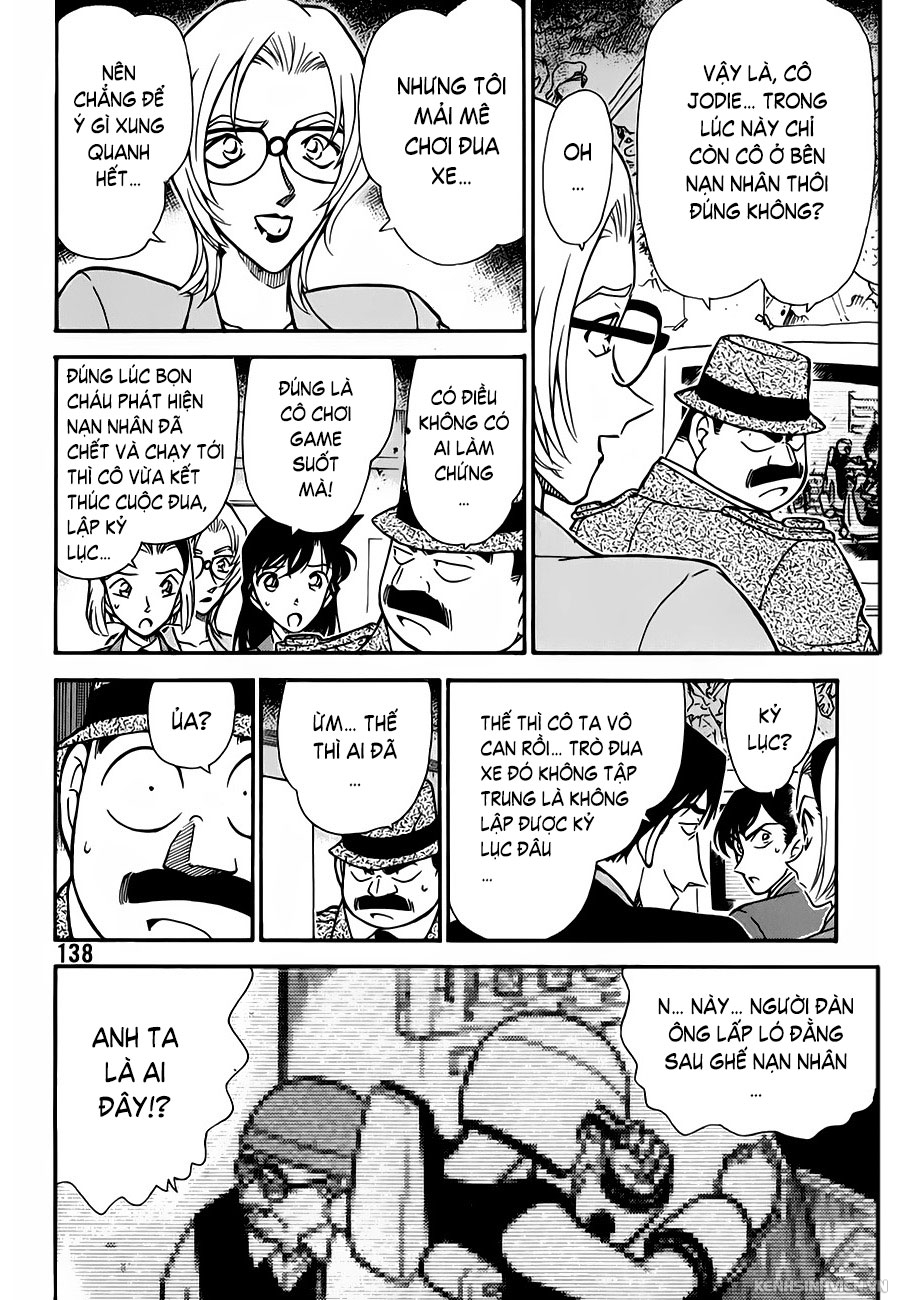 VẬY LÀ, CÔ
JODIE... TRONG
LÚC NÀY CHỈ
CÒN CÔ Ở BÊN
NẠN NHÂN THÔI
ĐÚNG KHÔNG?
OH
...
NHƯNG TÔI
MẢI MÊ
CHƠI ĐUA
XE...
NÊN
CHẲNG ĐỂ
Ý GÌ XUNG
QUANH
HẾT...
CÓ ĐIỀU
KHÔNG CÓ
AI LÀM
CHỨNG
...
ĐÚNG LÀ
CÔ CHƠI
GAME
SUỐT
MÀ!
ĐÚNG LÚC BỌN
CHÁU PHÁT HIỆN
NẠN NHÂN ĐÃ
CHẾT VÀ CHẠY TỚI
THÌ CÔ VỪA KẾT
THÚC CUỘC ĐUA,
LẬP KỶ
LỤC...
KỶ
LỤC?
THẾ THÌ CÔ TA VÔ
CAN RỒI... TRÒ ĐUA
XE ĐÓ KHÔNG TẬP
TRUNG LÀ KHÔNG
LẬP ĐƯỢC KỶ
LỤC ĐÂU
...
ỪM... THẾ
THÌ AI ĐÃ
...
ỦA?
138
N... NÀY... NGƯỜI ĐÀN
ÔNG LẤP LÓ ĐẰNG
SAU GHẾ NẠN NHÂN
...
ANH TA
LÀ AI
ĐÂY!?